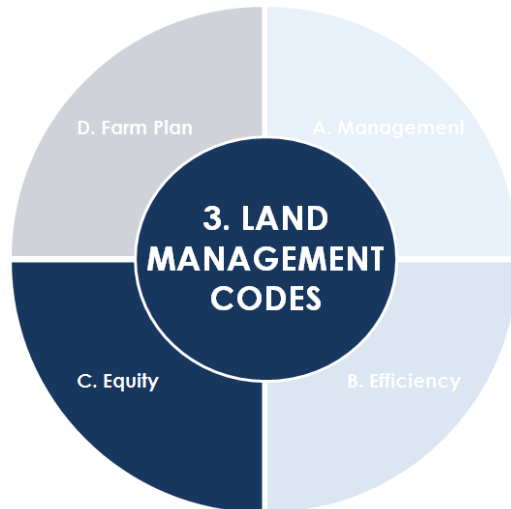 D. Farm Plan
A. Management
3. LAND
MANAGEMENT
CODES
C. Equity
B. Efficiency